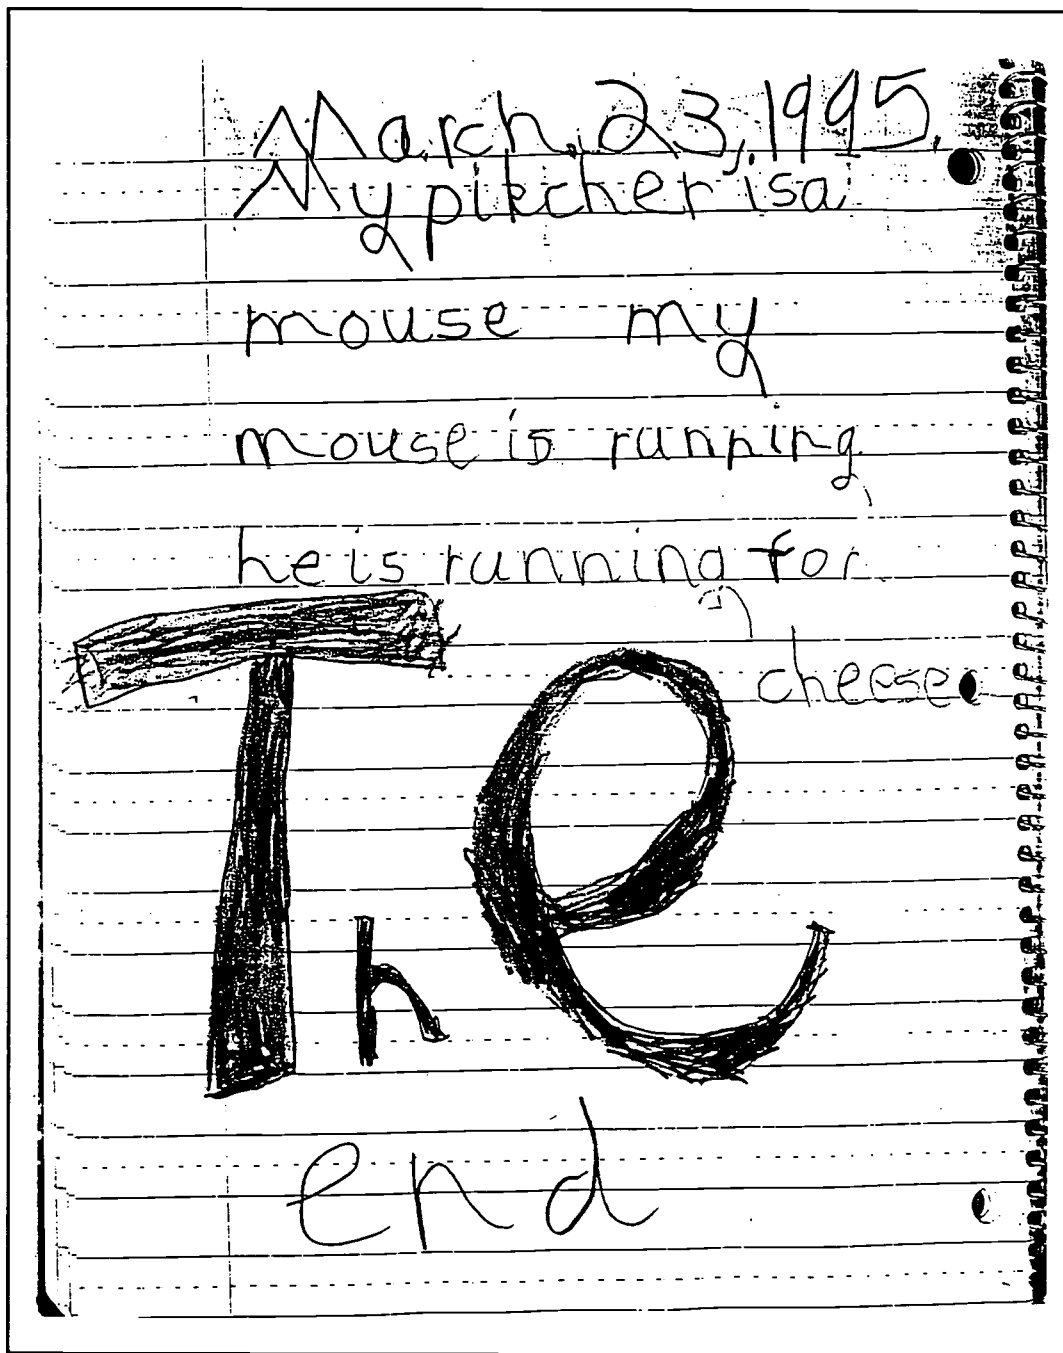 March, 23, 1995.
My pikcher is a
mouse my
mouse is running
he is running for
cheese.
The
end